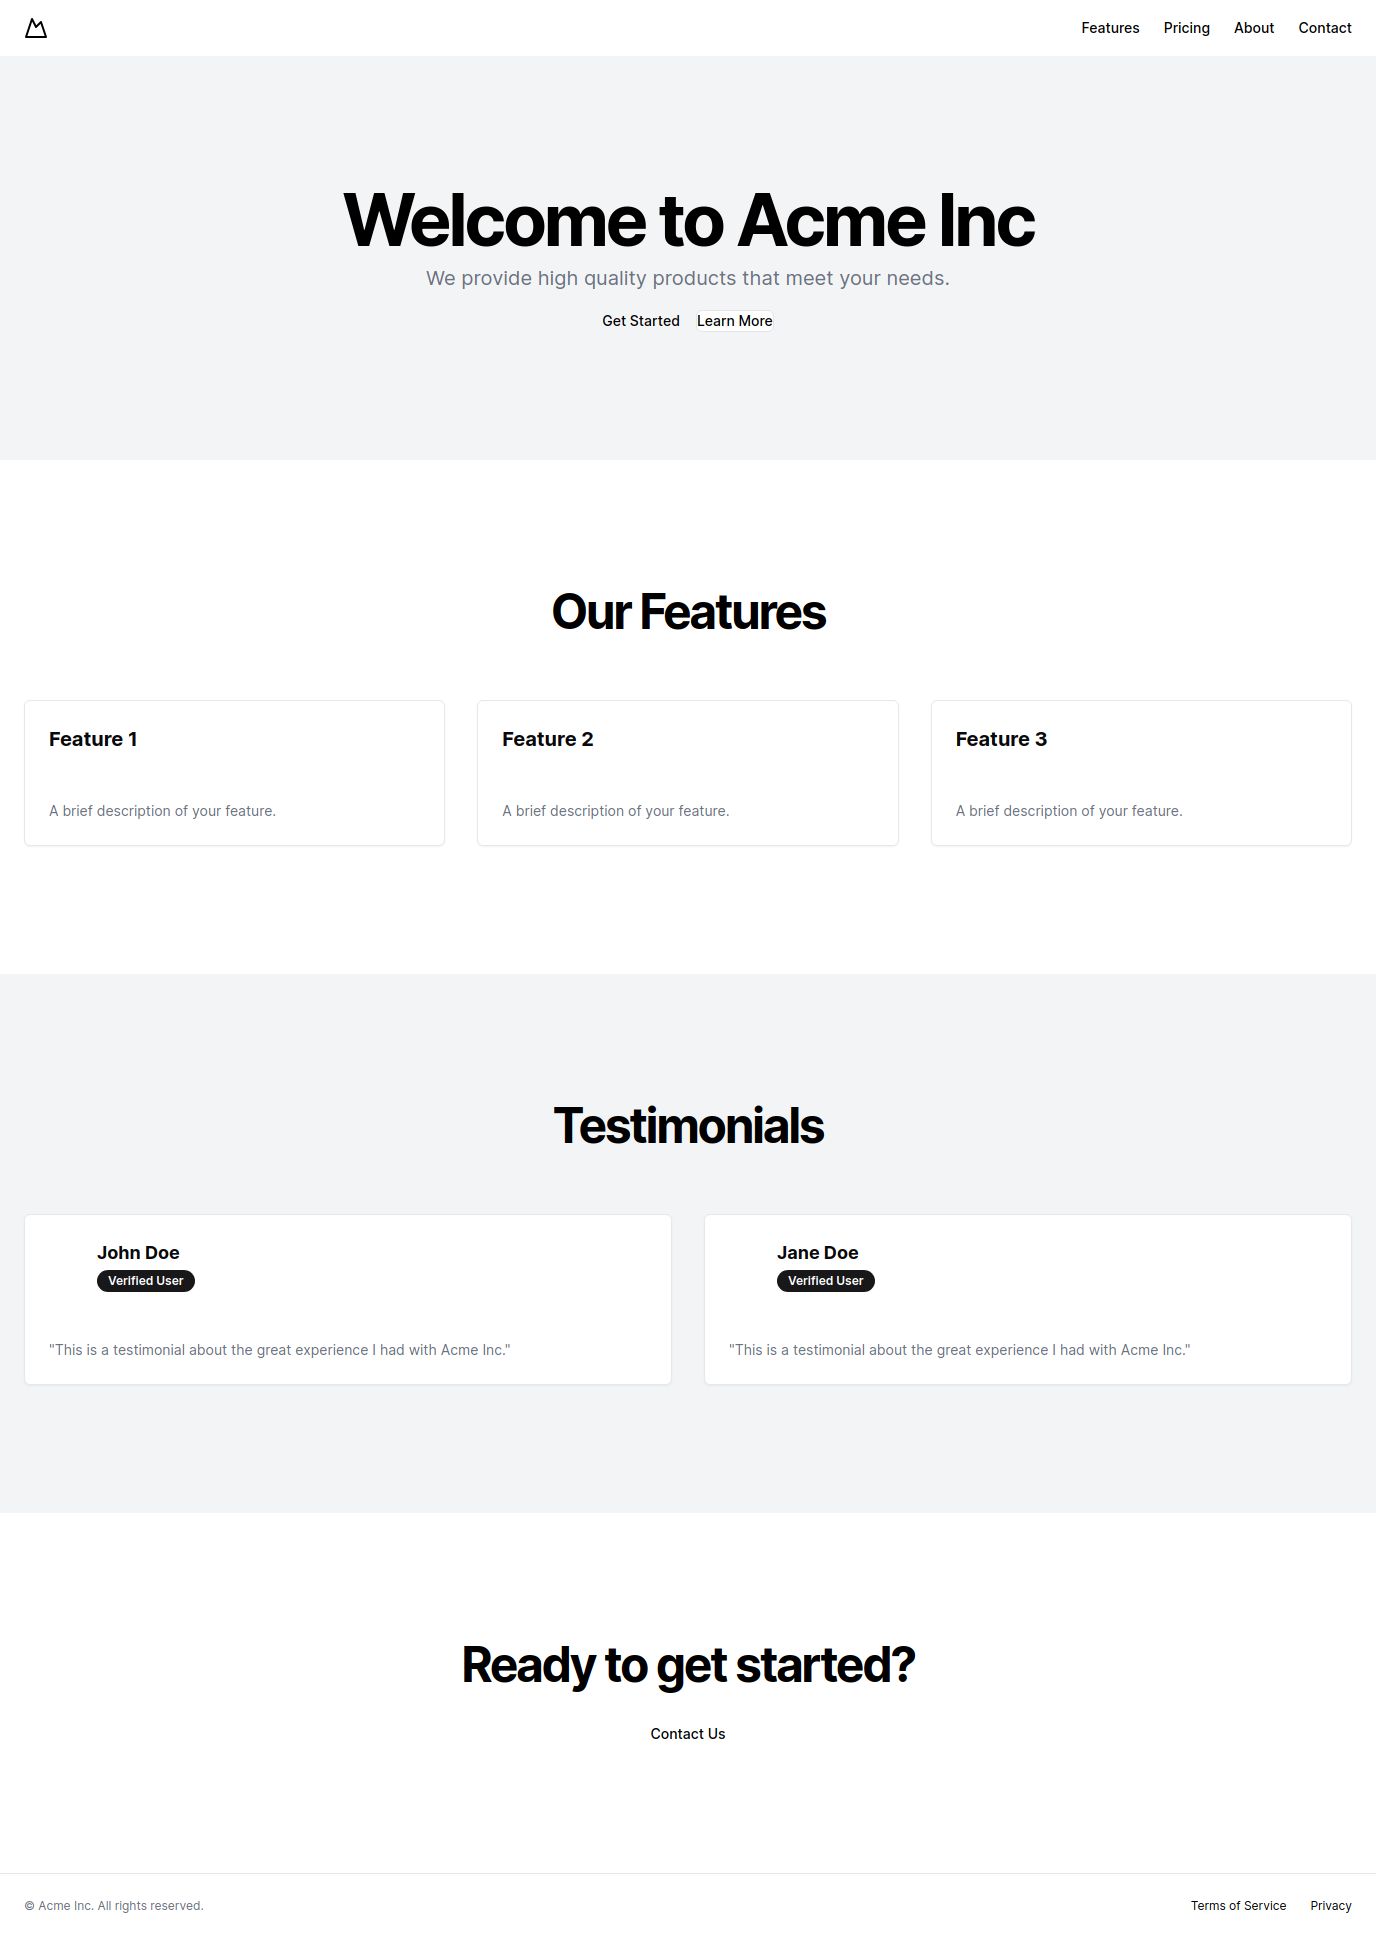 Features Pricing About Contact
Welcome to Acme Inc
We provide high quality products that meet your needs.
Get Started Learn More
Our Features
Feature 1
A brief description of your feature.
Feature 2
A brief description of your feature.
Feature 3
A brief description of your feature.
Testimonials
John Doe
Verified User
"This is a testimonial about the great experience I had with Acme Inc."
Jane Doe
Verified User
"This is a testimonial about the great experience I had with Acme Inc."
Ready to get started?
Contact Us
© Acme Inc. All rights reserved.
Terms of Service Privacy